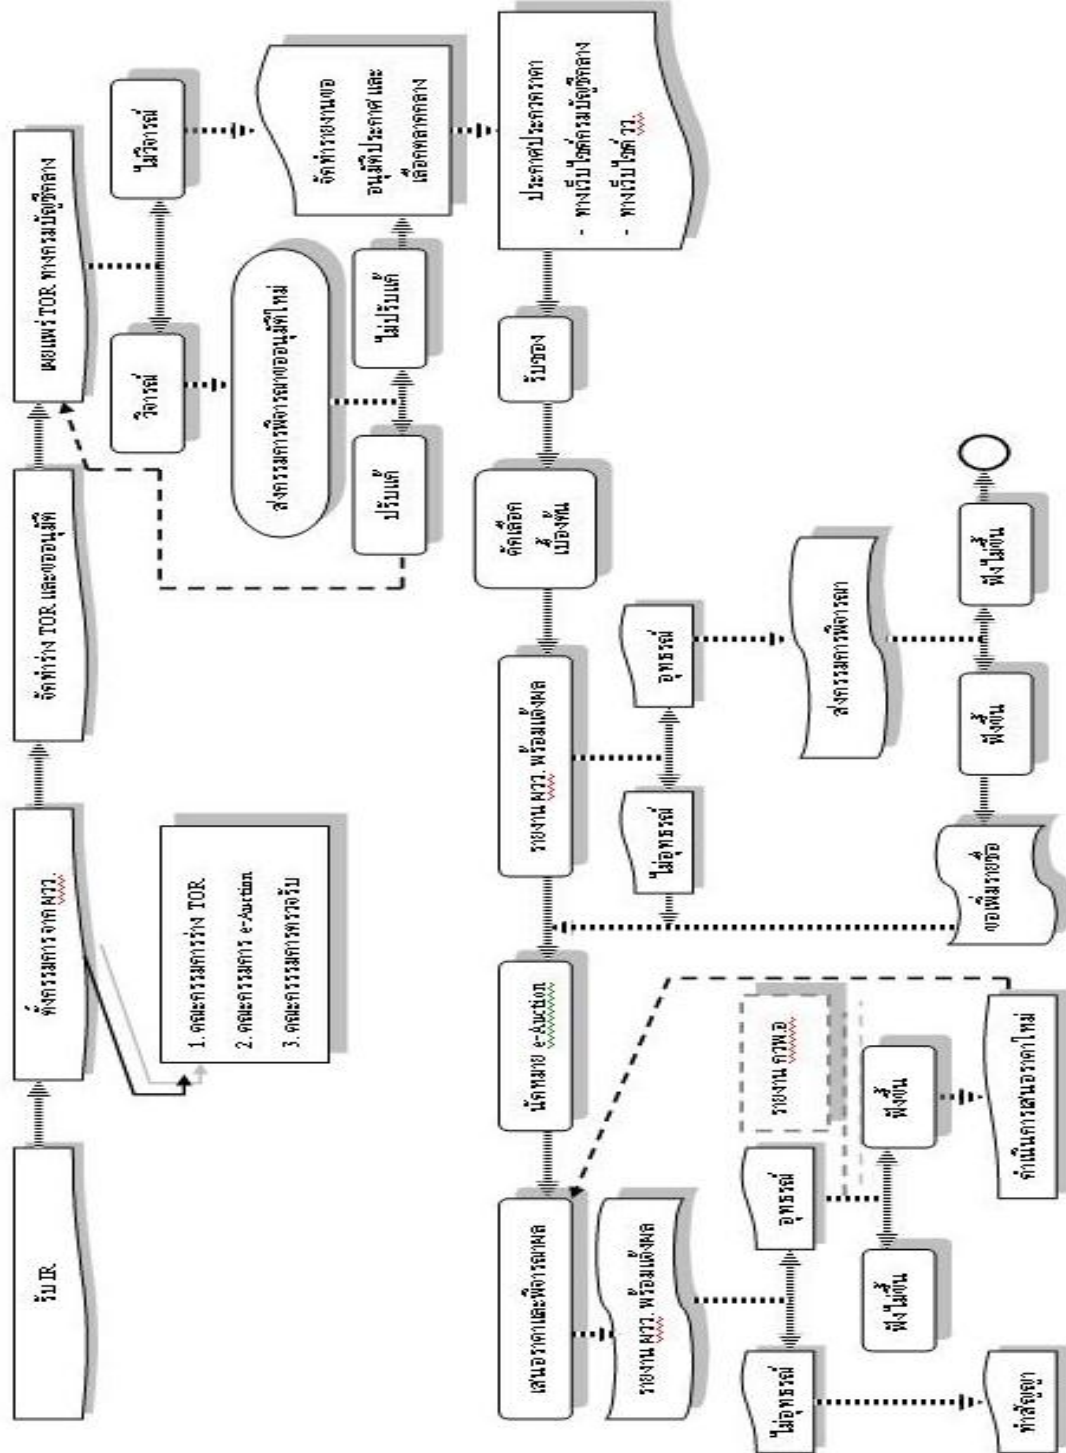 รับ IR
ตั้งกรรมการจาก ผวว.
1. คณะกรรมการร่าง TOR
2. คณะกรรมการ e-Auction
3. คณะกรรมการตรวจรับ
จัดทำร่าง TOR และขออนุมัติ
เผยแพร่ TOR ทางกรมบัญชีกลาง
วิจารณ์
ไม่วิจารณ์
ส่งกรรมการพิจารณาขออนุมัติใหม่
ปรับแก้
ไม่ปรับแก้
จัดทำรายงานขอ
อนุมัติประกาศ และ
เลือกตลาดกลาง
ประกาศประกวดราคา
- ทางเว็บไซต์กรมบัญชีกลาง
- ทางเว็บไซต์ วว.
รับซอง
คัดเลือก
เบื้องต้น
รายงาน ผวว. พร้อมแจ้งผล
ไม่อุทธรณ์
อุทธรณ์
ส่งกรรมการพิจารณา
ฟังขึ้น
ฟังไม่ขึ้น
ขอเพิ่มรายชื่อ
นัดหมาย e-Auction
เสนอราคาและพิจารณาผล
รายงาน ผวว. พร้อมแจ้งผล
ไม่อุทธรณ์
อุทธรณ์
รายงาน กวพ.อ
ฟังไม่ขึ้น
ฟังขึ้น
ทำสัญญา
ดำเนินการเสนอราคาใหม่